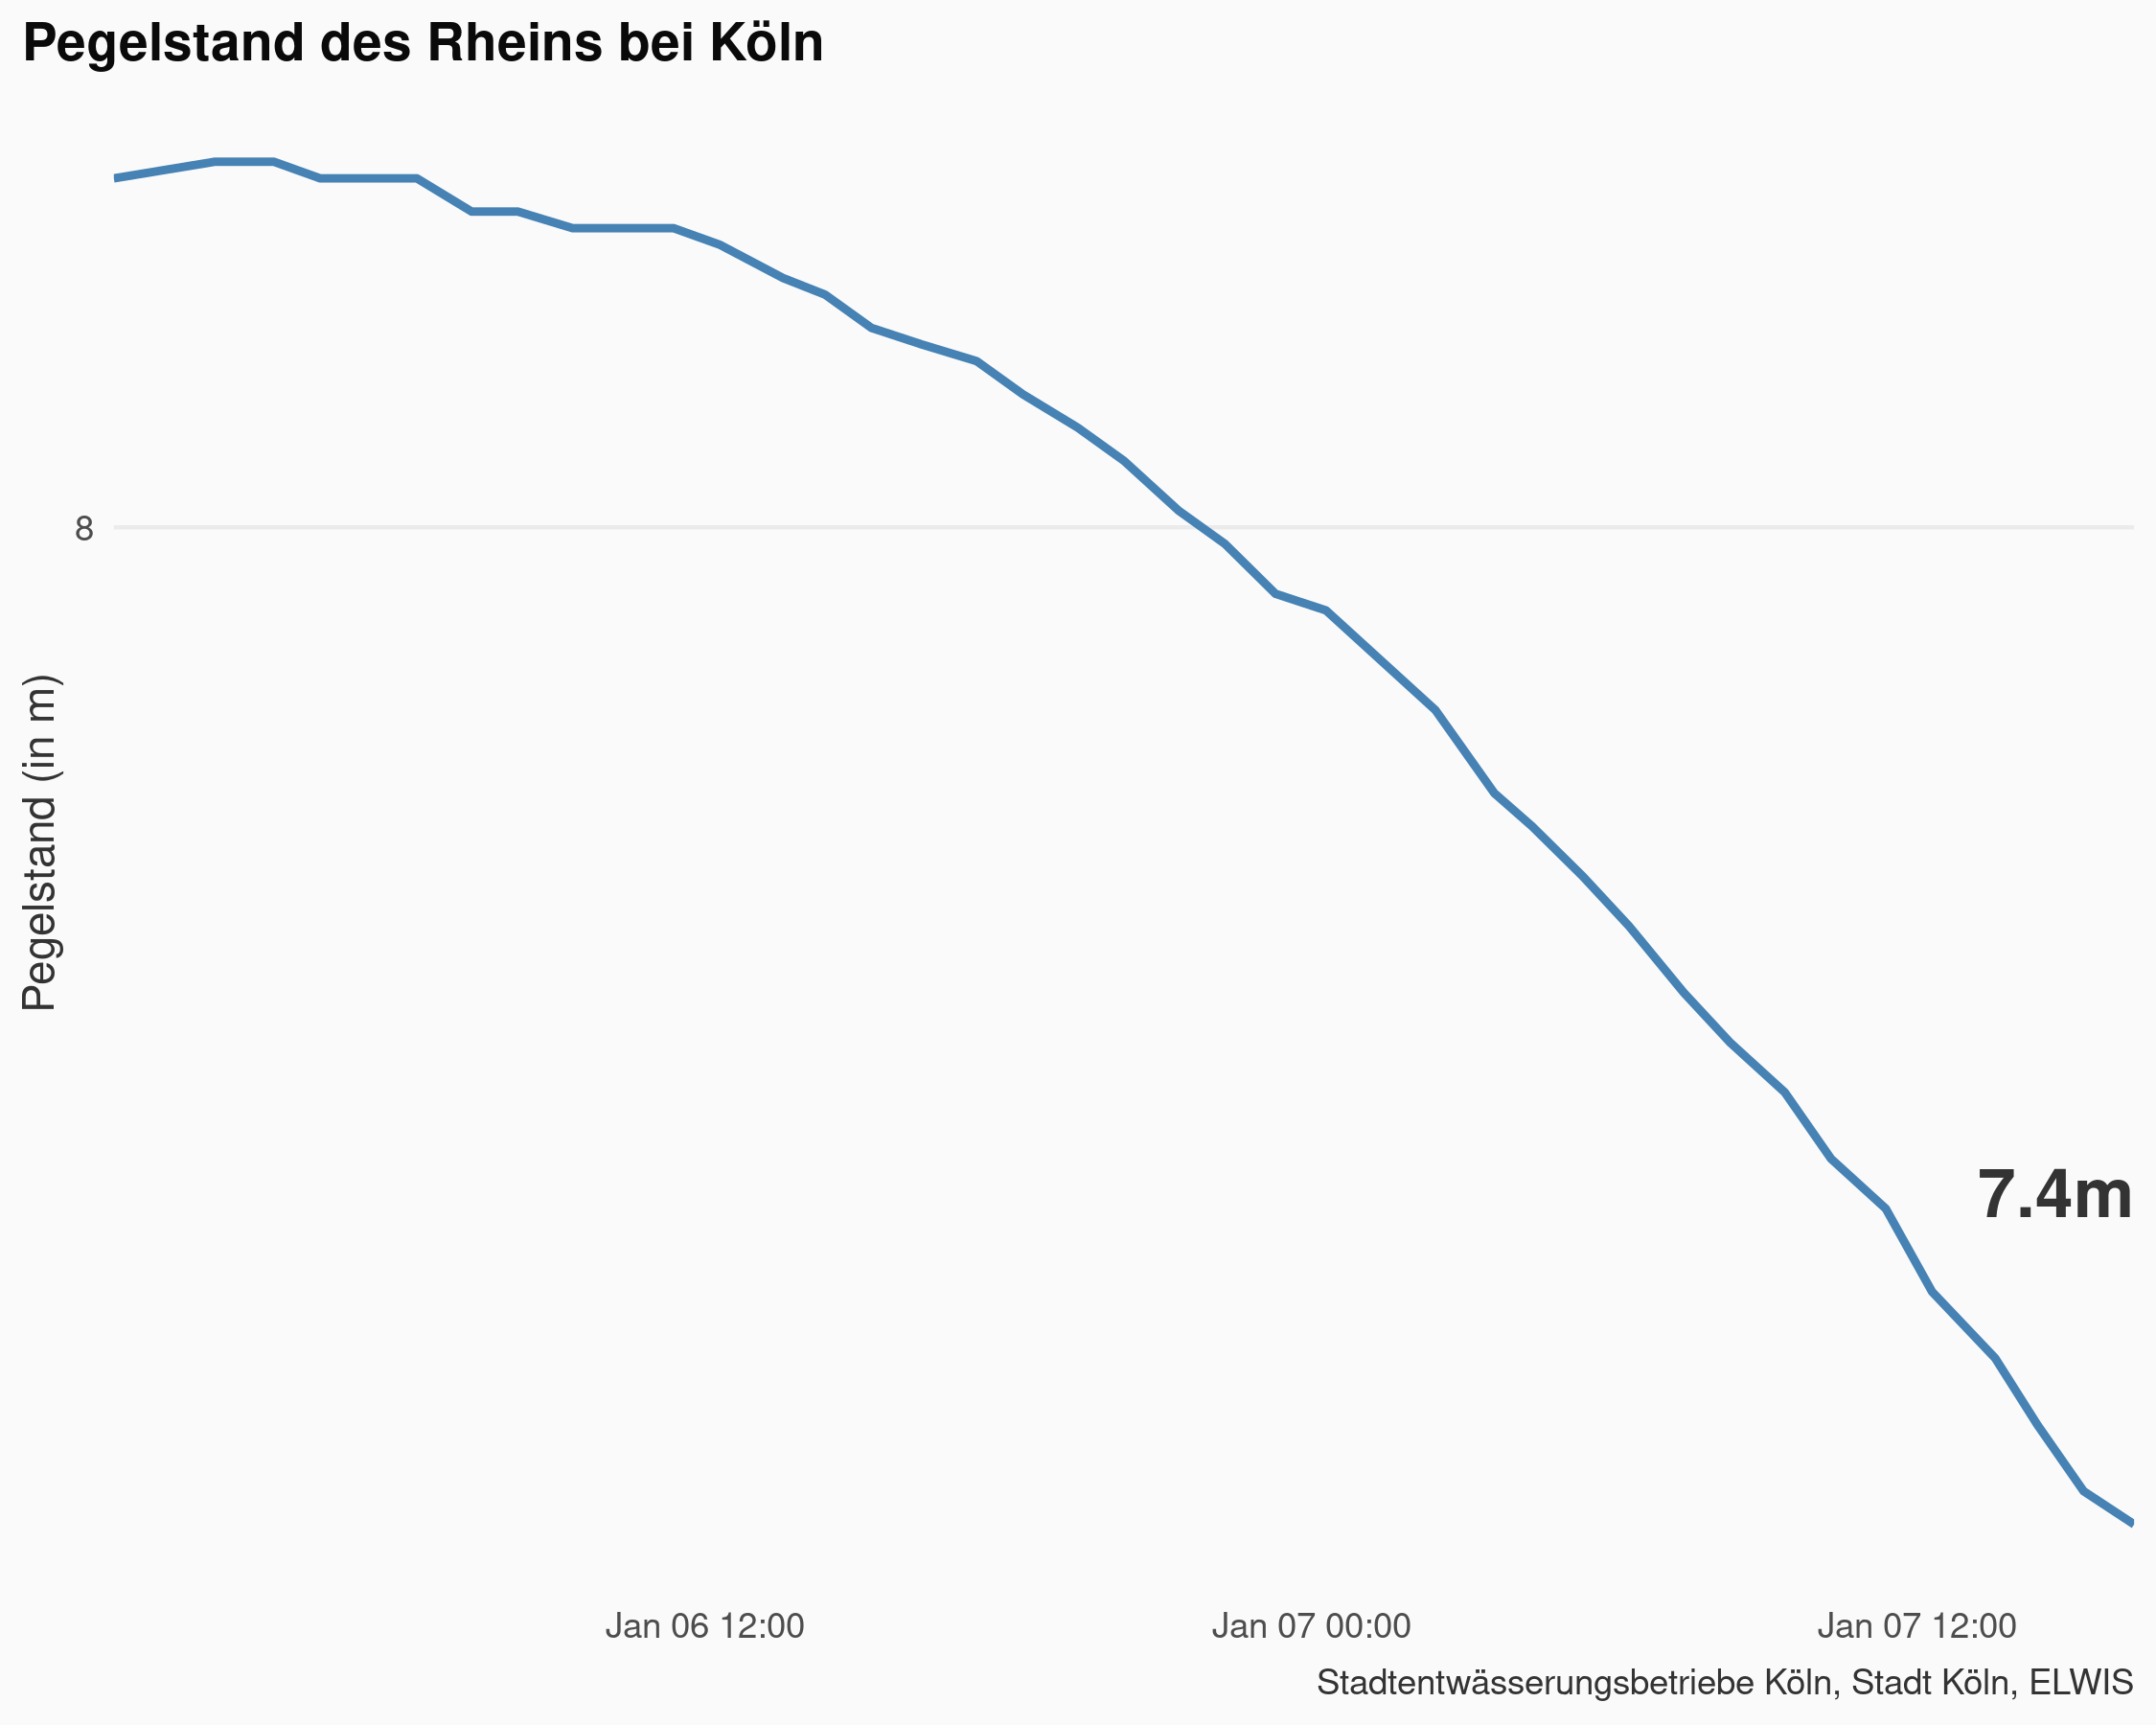 Pegelstand des Rheins bei Köln
8
Pegelstand (in m)
7.4m
Jan 06 12:00
Jan 07 00:00
Jan 07 12:00
Stadtentwässerungsbetriebe Köln, Stadt Köln, ELWIS